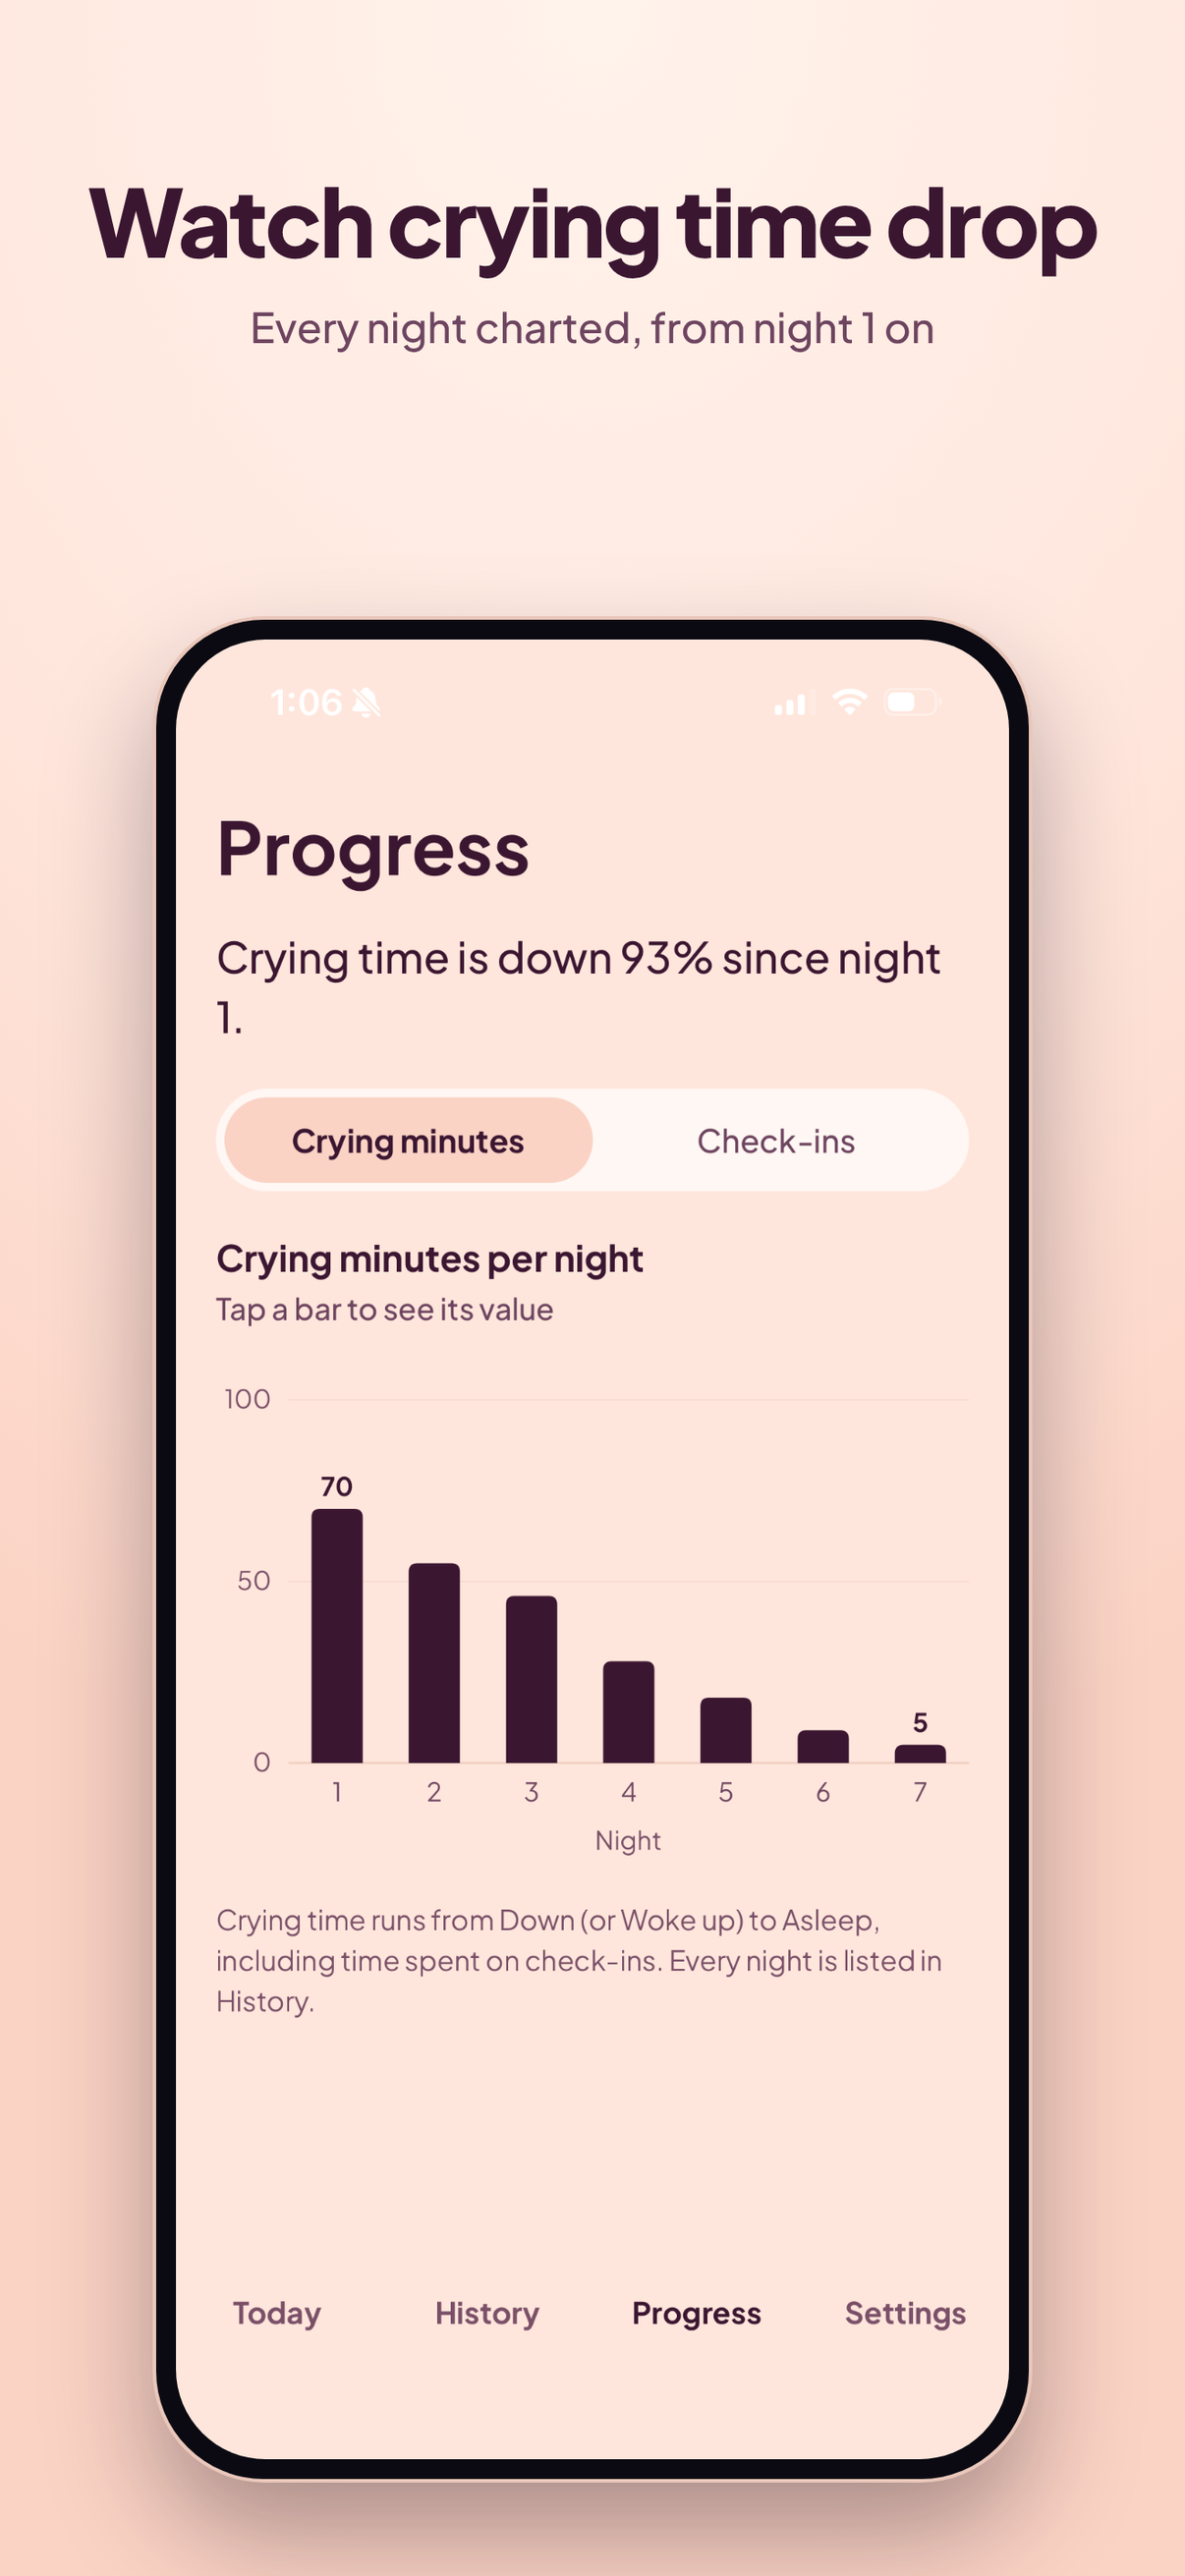 Watch crying time drop
Every night charted, from night 1 on
1:06
Progress
Crying time is down 93% since night
1.
Crying minutes
Check-ins
Crying minutes per night
Tap a bar to see its value
100
70
50
5
0
1 2 3 4 5 6 7
Night
Crying time runs from Down (or Woke up) to Asleep,
including time spent on check-ins. Every night is listed in
History.
Today History Progress Settings